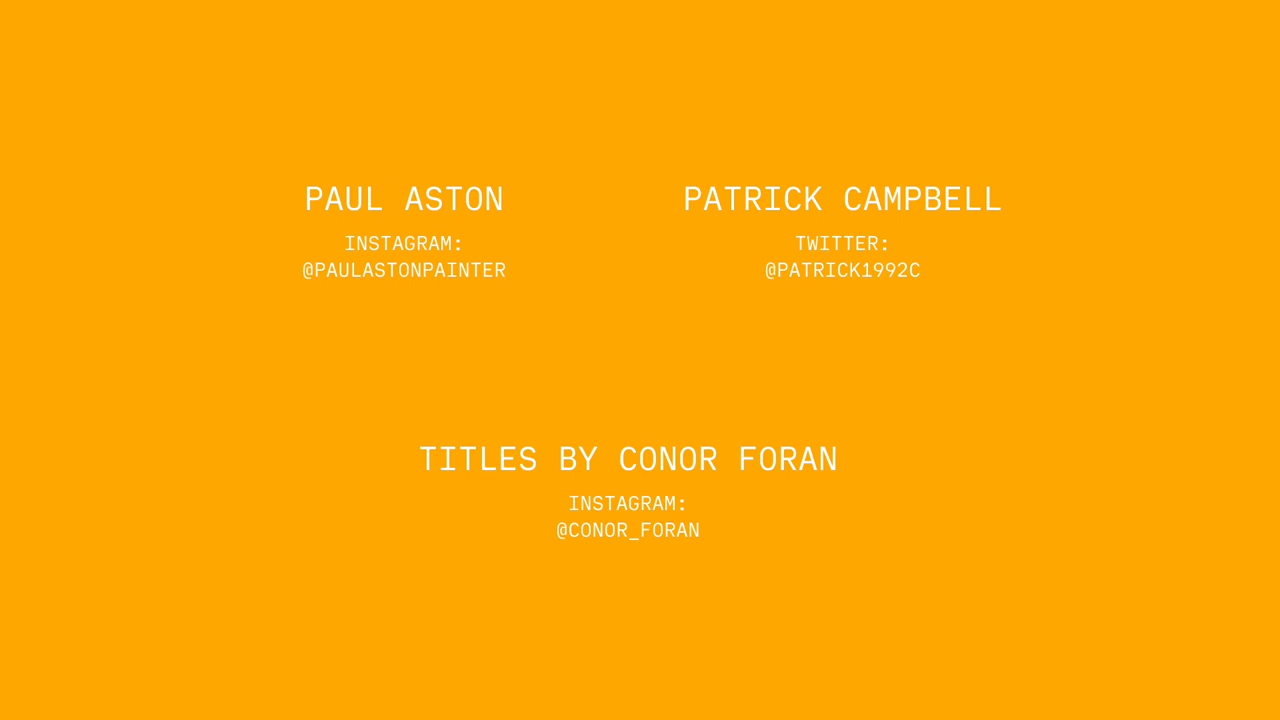 PAUL ASTON
INSTAGRAM:
@PAULASTONPAINTER
PATRICK CAMPBELL
TWITTER:
@PATRICK1992C
TITLES BY CONOR FORAN
INSTAGRAM:
@CONOR_FORAN